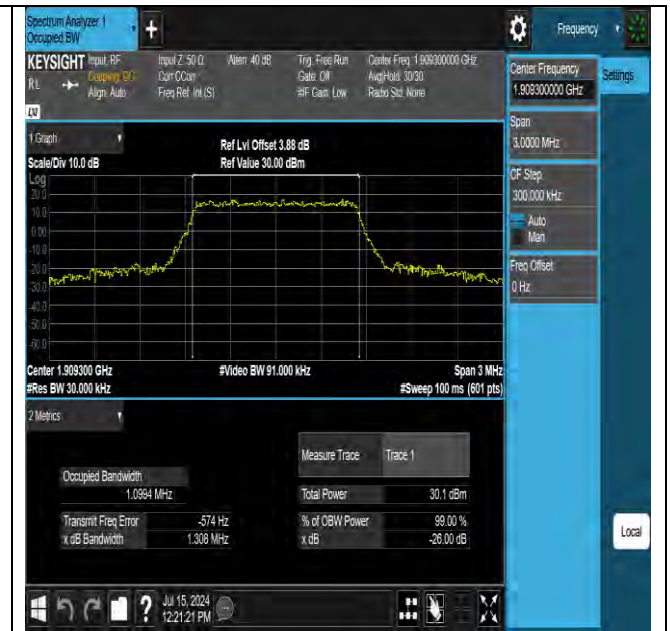 Spectrum Analyzer 1
Occupied BW
+
Frequency
KEYSIGHT
Input: RF
Coupling: DC
Align: Auto
Input Z: 50 Ω
Corr CCorr
Freq Ref: Int (S)
Atten: 40 dB
Trig: Free Run
Gate: Off
#IF Gain: Low
Center Freq: 1.909300000 GHz
Avg|Hold: 30/30
Radio Std: None
RL
LXI
Center Frequency
1.909300000 GHz
Settings
Span
3.0000 MHz
CF Step
300.000 kHz
Auto
Man
Freq Offset
0 Hz
1 Graph
Scale/Div 10.0 dB
Ref Lvl Offset 3.88 dB
Ref Value 30.00 dBm
Log
20.0
10.0
0.00
-10.0
-20.0
-30.0
-40.0
-50.0
-60.0
Center 1.909300 GHz
#Video BW 91.000 kHz
Span 3 MHz
#Res BW 30.000 kHz
#Sweep 100 ms (601 pts)
2 Metrics
Measure Trace
Trace 1
Occupied Bandwidth
1.0994 MHz
Total Power
30.1 dBm
Transmit Freq Error
-574 Hz
% of OBW Power
99.00 %
x dB Bandwidth
1.308 MHz
x dB
-26.00 dB
Local
?
Jul 15, 2024
12:21:21 PM